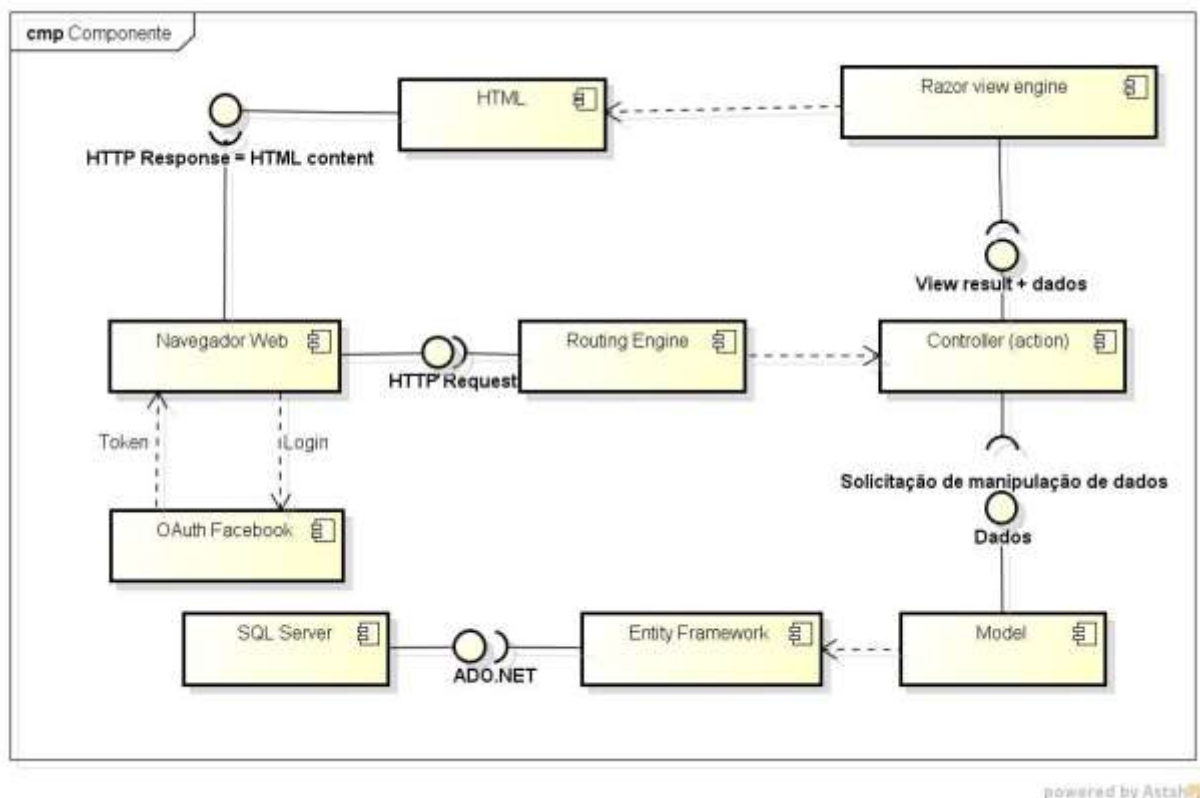 cmp Componente
HTML
Razor view engine
HTTP Response = HTML content
View result + dados
Navegador Web
Routing Engine
Controller (action)
HTTP Request
Token
Login
Solicitação de manipulação de dados
OAuth Facebook
Dados
SQL Server
Entity Framework
Model
ADO.NET
powered by Astah